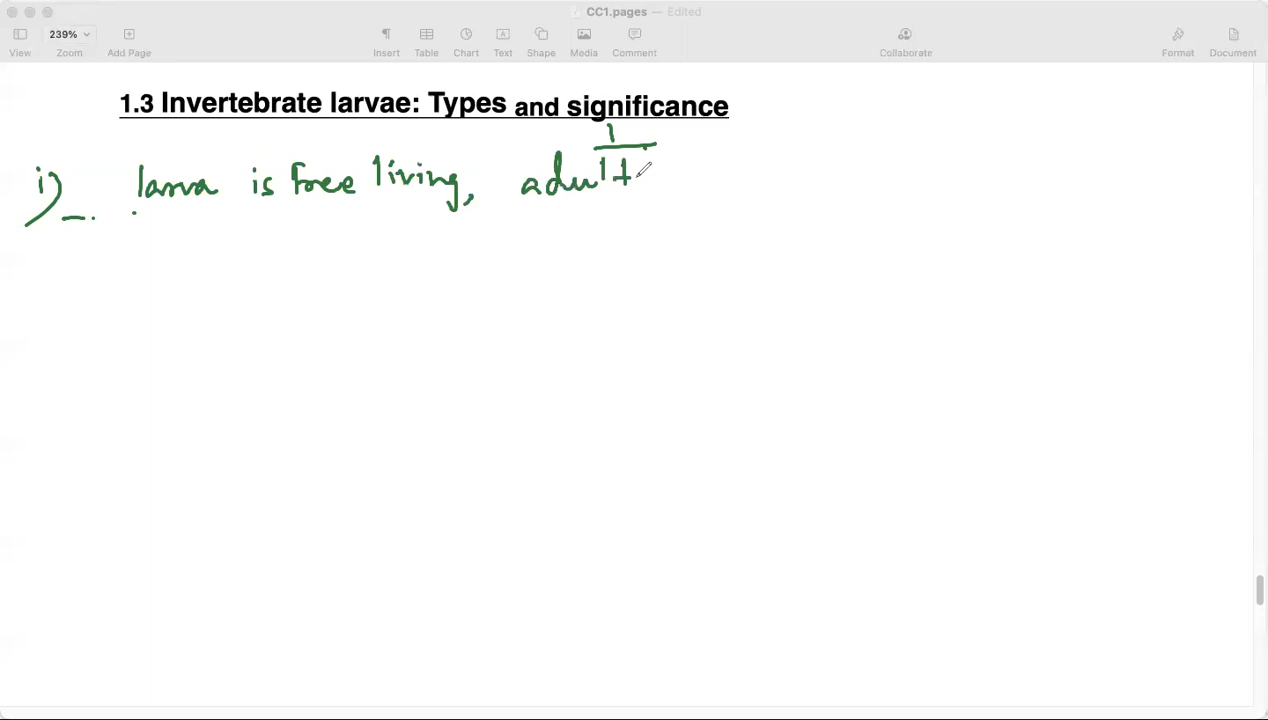 CC1.pages — Edited
239%
View Zoom Add Page Insert Table Chart Text Shape Media Comment Collaborate Format Document
1.3 Invertebrate larvae: Types and significance
i) larva is free living, adult